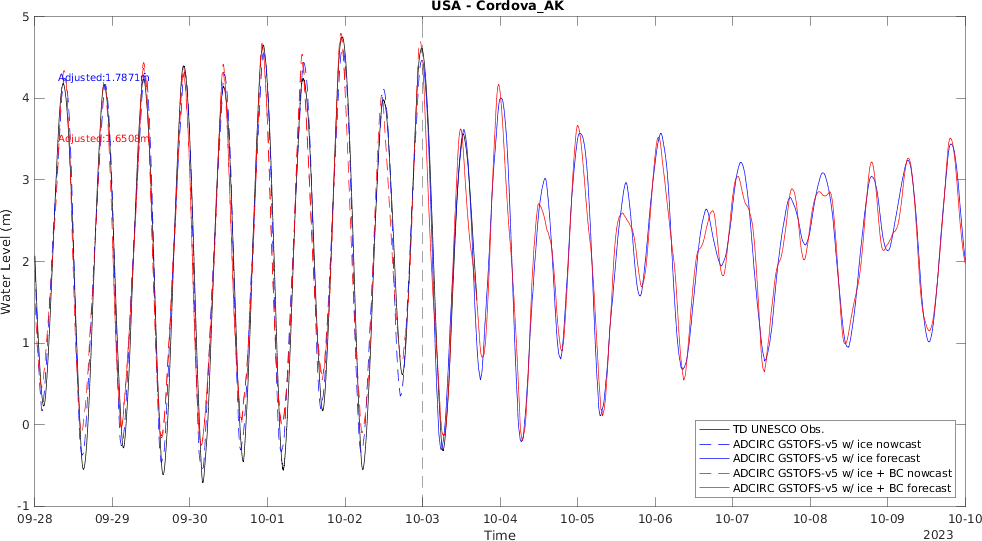 USA - Cordova_AK
5
4
3
2
1
0
-1
Water Level (m)
Adjusted:1.7871m
Adjusted:1.6508m
TD UNESCO Obs.
ADCIRC GSTOFS-v5 w/ ice nowcast
ADCIRC GSTOFS-v5 w/ ice forecast
ADCIRC GSTOFS-v5 w/ ice + BC nowcast
ADCIRC GSTOFS-v5 w/ ice + BC forecast
09-28 09-29 09-30 10-01 10-02 10-03 10-04 10-05 10-06 10-07 10-08 10-09 10-10
Time
2023